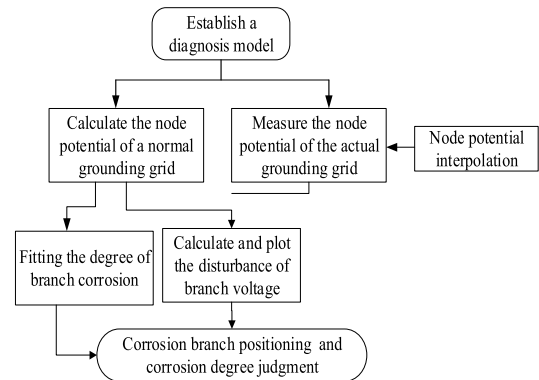 Establish a
diagnosis model
Calculate the node
potential of a normal
grounding grid
Measure the node
potential of the actual
grounding grid
Node potential
interpolation
Fitting the degree of
branch corrosion
Calculate and plot
the disturbance of
branch voltage
Corrosion branch positioning and
corrosion degree judgment